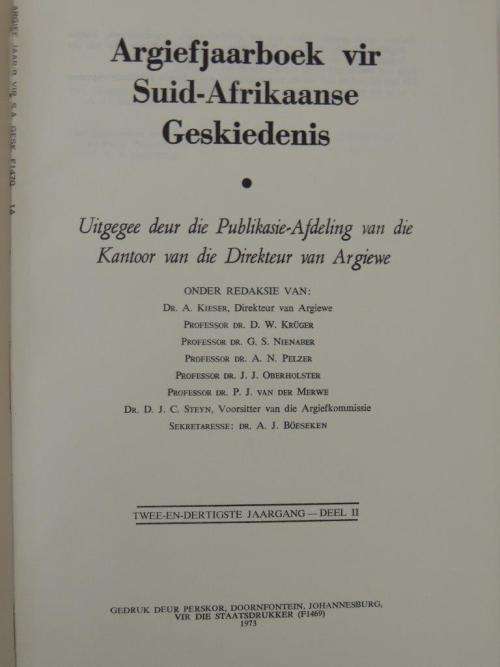 Argiefjaarboek vir
Suid-Afrikaanse
Geskiedenis
•
Uitgegee deur die Publikasie-Afdeling van die
Kantoor van die Direkteur van Argiewe
ONDER REDAKSIE VAN:
DR. A. KIESER, Direkteur van Argiewe
PROFESSOR DR. D. W. KRÜGER
PROFESSOR DR. G. S. NIENABER
PROFESSOR DR. A. N. PELZER
PROFESSOR DR. J. J. OBERHOLSTER
PROFESSOR DR. P. J. VAN DER MERWE
DR. D. J. C. STEYN, Voorsitter van die Argiefkommissie
SEKRETARESSE: DR. A. J. BÖESEKEN
TWEE-EN-DERTIGSTE JAARGANG — DEEL II
GEDRUK DEUR PERSKOR, DOORNFONTEIN, JOHANNESBURG,
VIR DIE STAATSDRUKKER (F1469)
1973